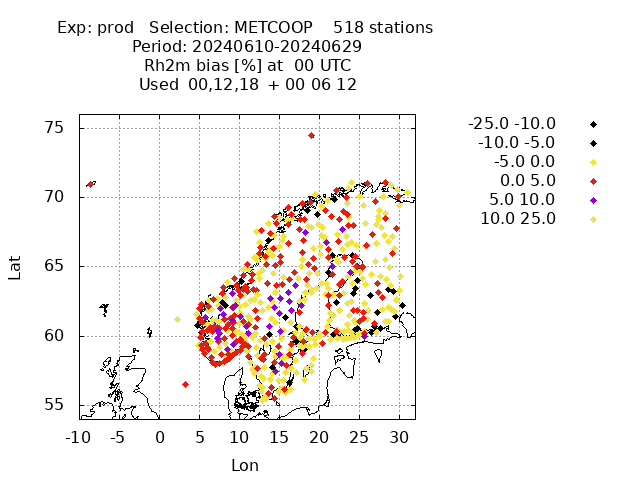 Exp: prod   Selection: METCOOP    518 stations
Period: 20240610-20240629
Rh2m bias [%] at  00 UTC
Used  00,12,18  + 00 06 12
-25.0 -10.0
-10.0 -5.0
-5.0 0.0
0.0 5.0
5.0 10.0
10.0 25.0
75
70
65
60
55
Lat
-10 -5 0 5 10 15 20 25 30
Lon